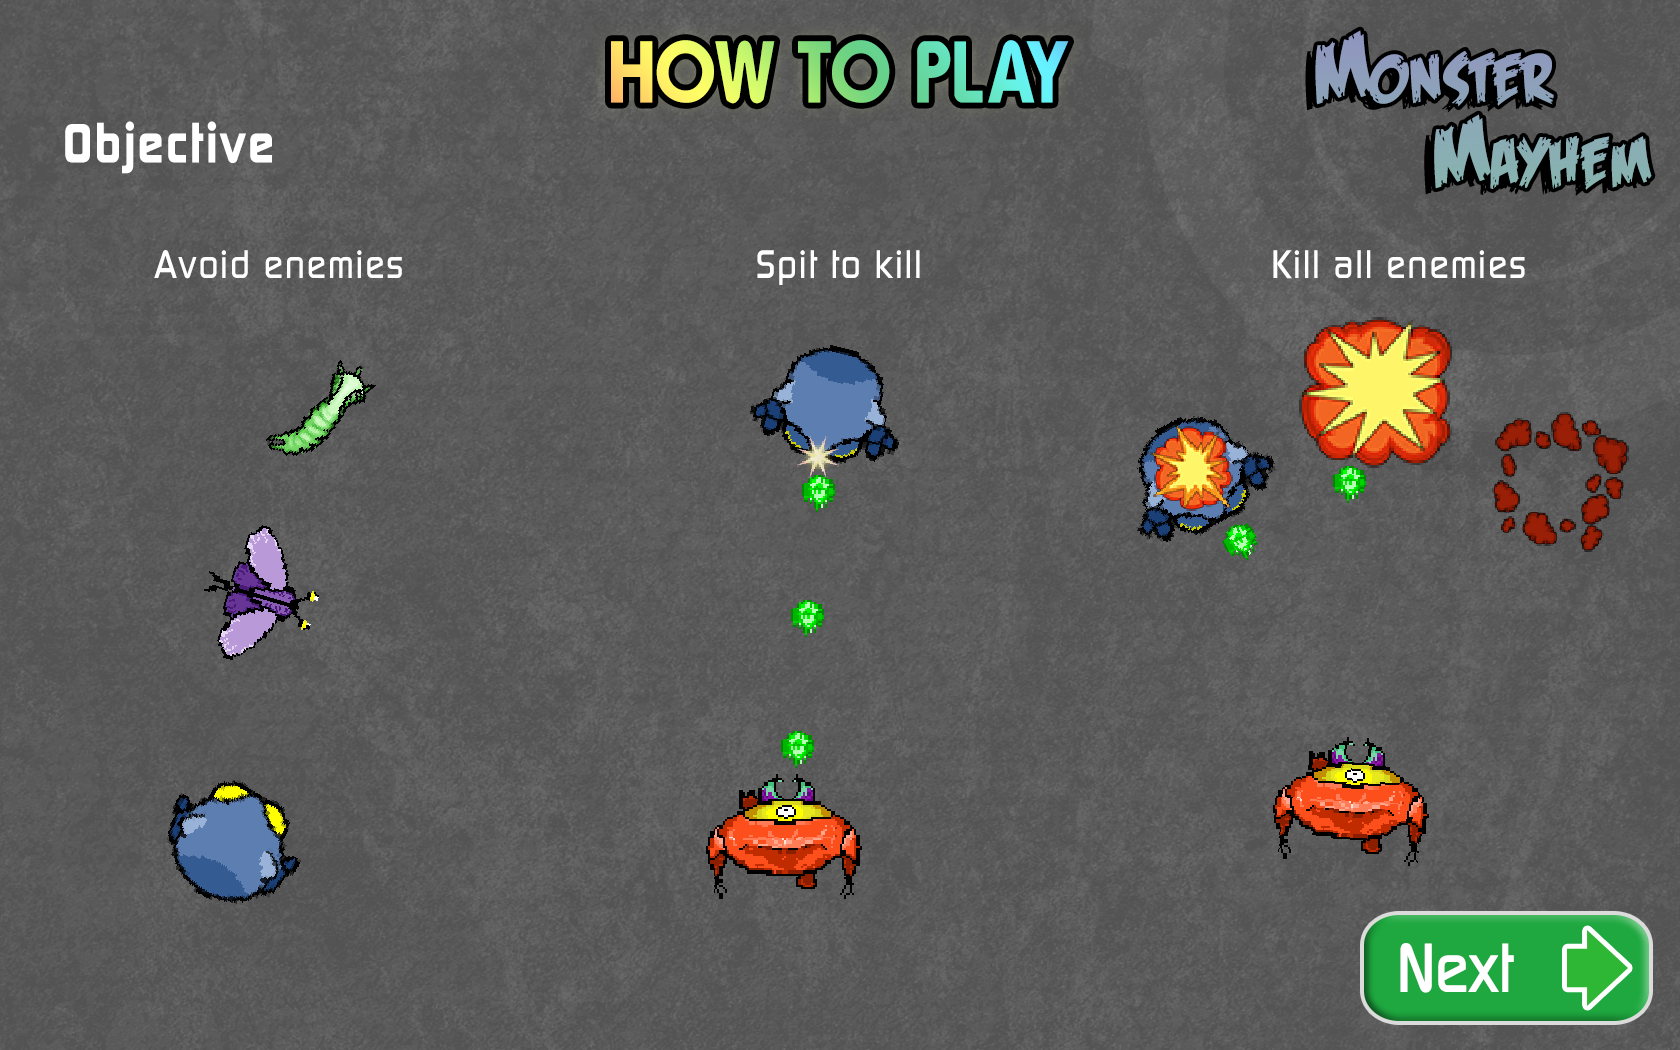 HOW TO PLAY
MONSTER
MAYHEM
Objective
Avoid enemies
Spit to kill
Kill all enemies
Next